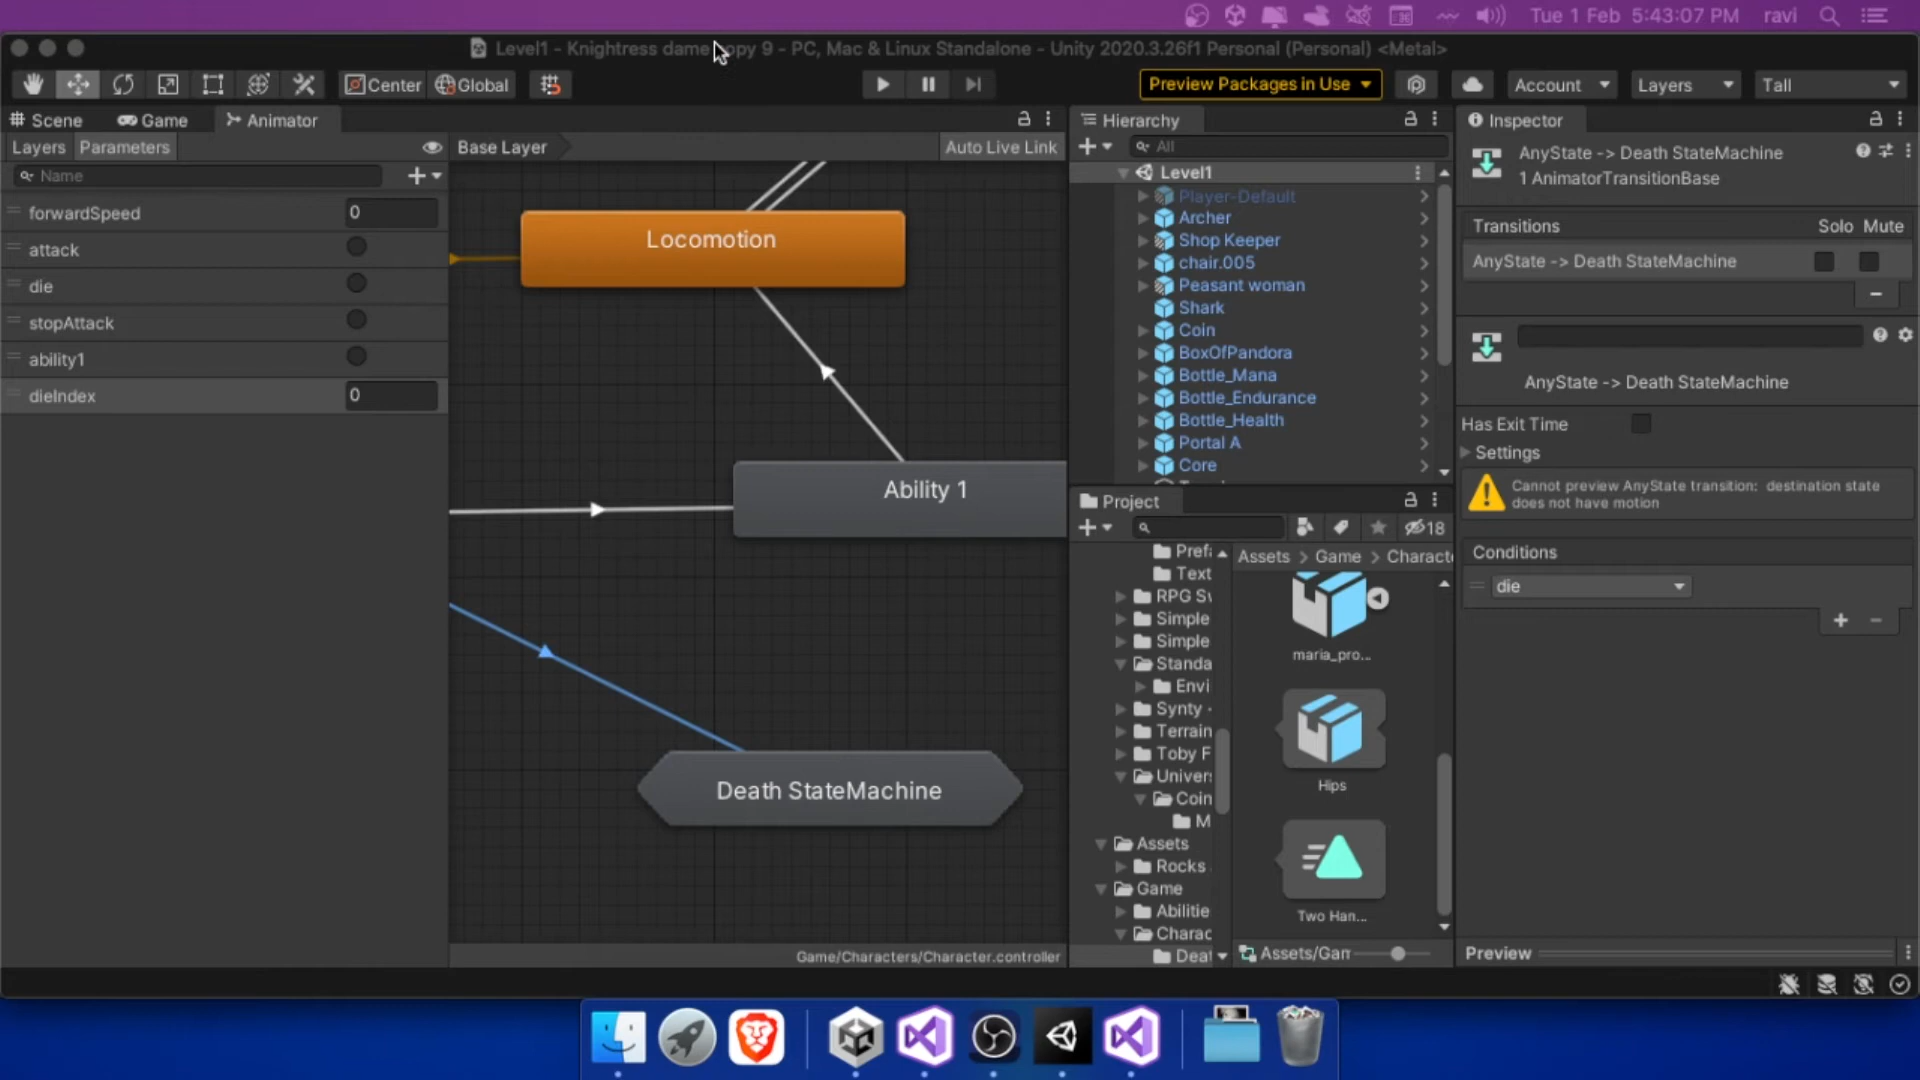 Tue 1 Feb 5:43:07 PM ravi
Level1 - Knightress dame copy 9 - PC, Mac & Linux Standalone - Unity 2020.3.26f1 Personal (Personal) <Metal>
Center
Global
Preview Packages in Use
Account
Layers
Tall
Scene
Game
Animator
Layers
Parameters
Base Layer
Auto Live Link
Name
forwardSpeed 0
attack
die
stopAttack
ability1
dieIndex 0
Locomotion
Ability 1
Death StateMachine
Game/Characters/Character.controller
Hierarchy
All
Level1
Player-Default
Archer
Shop Keeper
chair.005
Peasant woman
Shark
Coin
BoxOfPandora
Bottle_Mana
Bottle_Endurance
Bottle_Health
Portal A
Core
Project
18
Prefa
Text
RPG Sw
Simple
Simple
Standa
Envi
Synty -
Terrain
Toby F
Univers
Coin
M
Assets
Rocks
Game
Abilitie
Charac
Deat
Assets > Game > Characte
maria_pro...
Hips
Two Han...
Assets/Gam
Inspector
AnyState -> Death StateMachine
1 AnimatorTransitionBase
Transitions Solo Mute
AnyState -> Death StateMachine
AnyState -> Death StateMachine
Has Exit Time
Settings
Cannot preview AnyState transition: destination state
does not have motion
Conditions
die
Preview